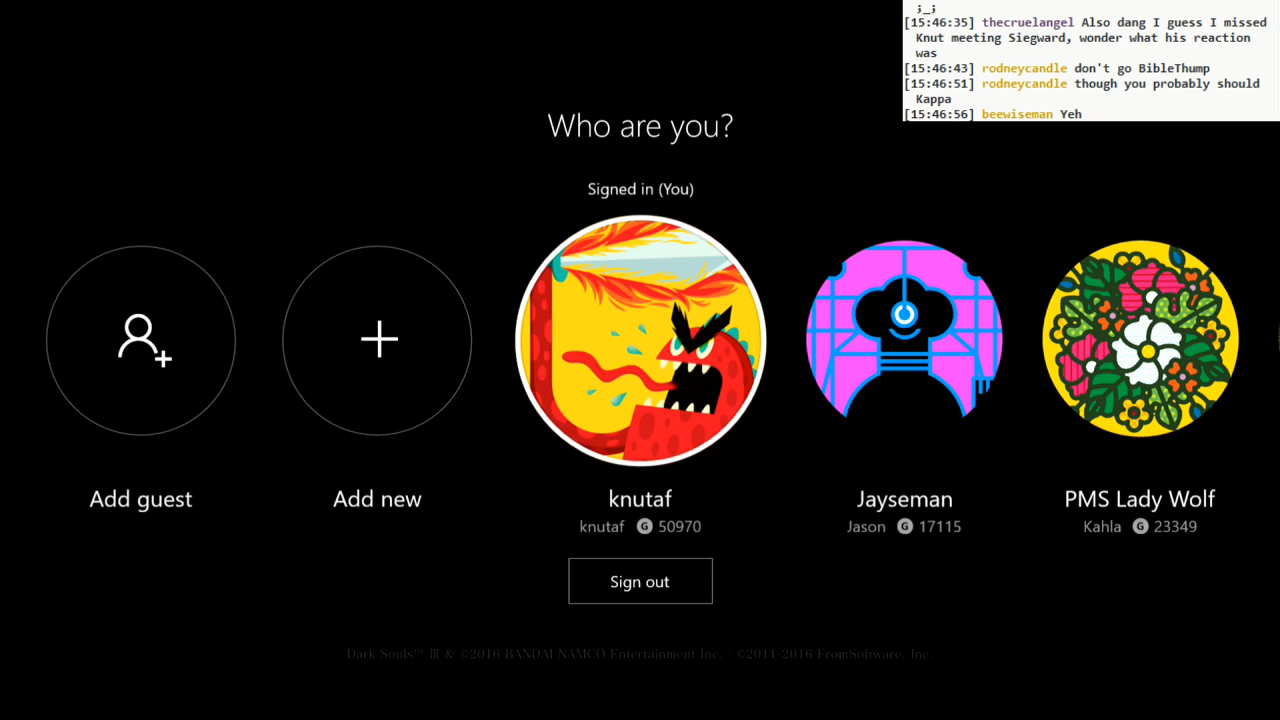 ;_;
[15:46:35] thecruelangel Also dang I guess I missed
Knut meeting Siegward, wonder what his reaction
was
[15:46:43] rodneycandle don't go BibleThump
[15:46:51] rodneycandle though you probably should
Kappa
[15:46:56] beewiseman Yeh
Who are you?
Signed in (You)
Add guest
Add new
knutaf
knutaf G 50970
Jayseman
Jason G 17115
PMS Lady Wolf
Kahla G 23349
Sign out
Dark Souls™ III & ©2016 BANDAI NAMCO Entertainment Inc. / ©2011-2016 FromSoftware, Inc.